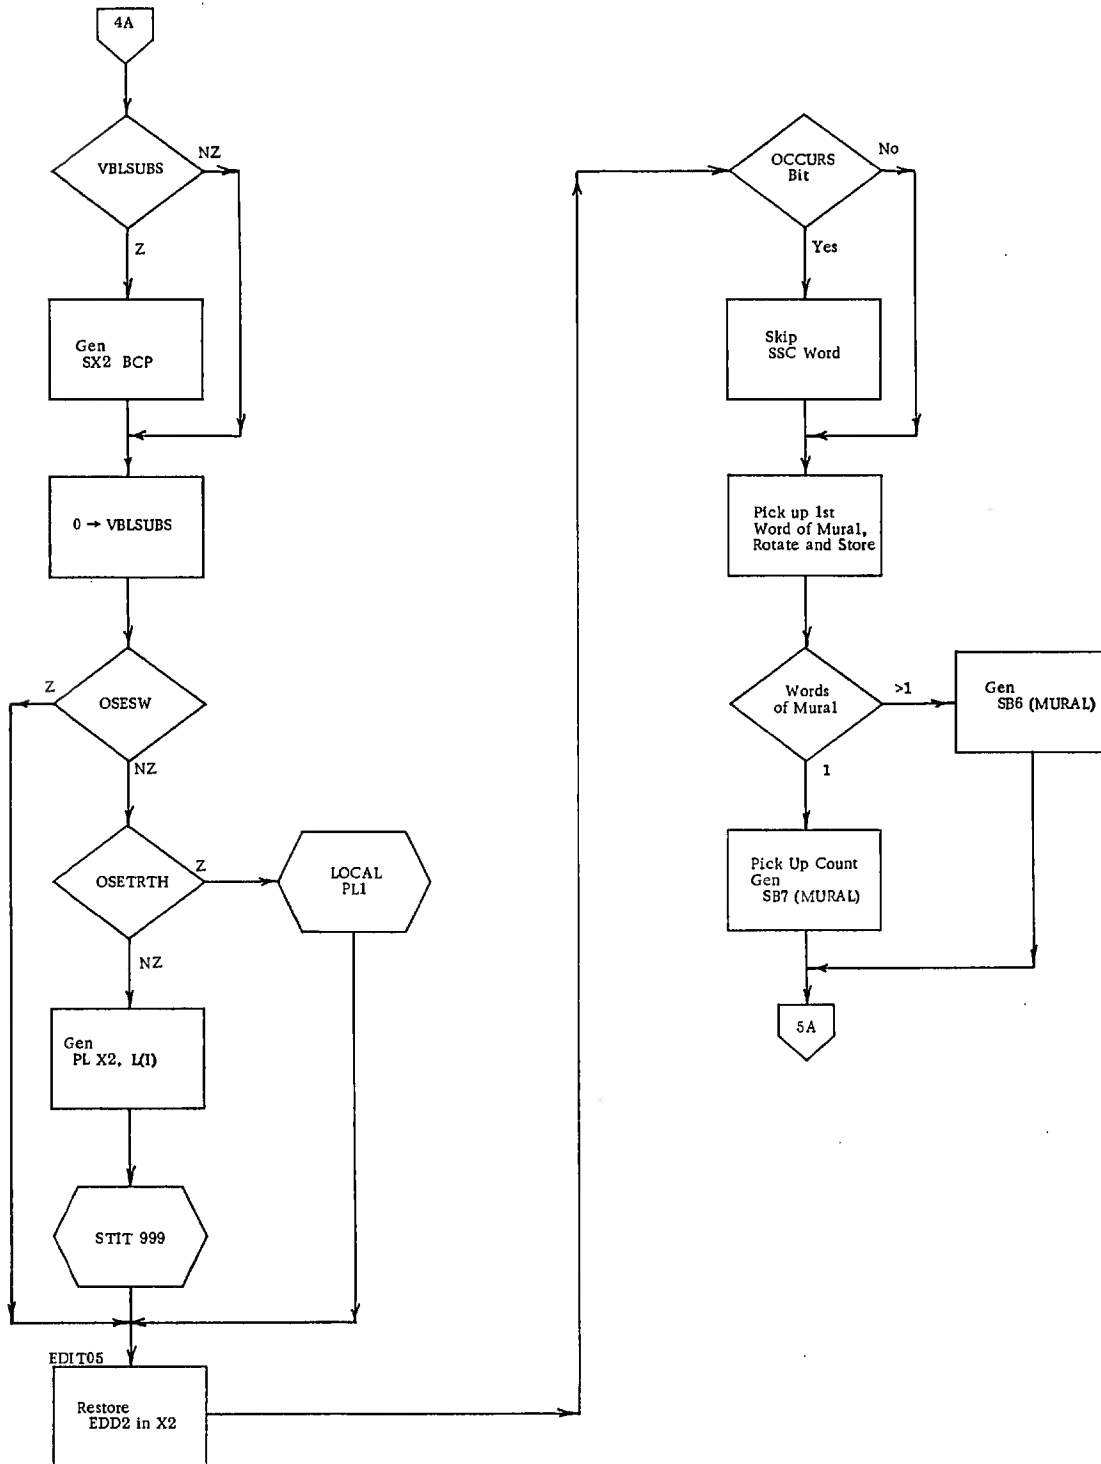 4A
VBLSUBS
NZ
Z
Gen
SX2 BCP
0 → VBLSUBS
Z
OSESW
NZ
OSETRTH
Z
LOCAL
PL1
NZ
Gen
PL X2, L(I)
STIT 999
EDIT05
Restore
EDD2 in X2
OCCURS
Bit
No
Yes
Skip
SSC Word
Pick up 1st
Word of Mural,
Rotate and Store
Words
of Mural
>1
Gen
SB6 (MURAL)
1
Pick Up Count
Gen
SB7 (MURAL)
5A